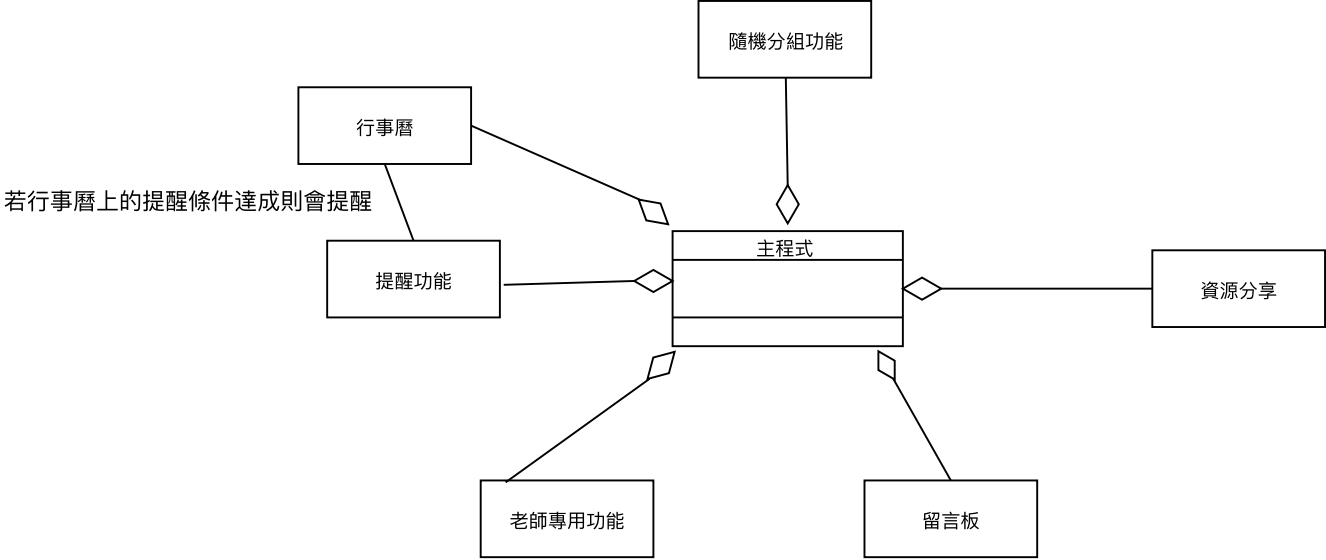 隨機分組功能
行事曆
若行事曆上的提醒條件達成則會提醒
主程式
提醒功能
資源分享
老師專用功能
留言板